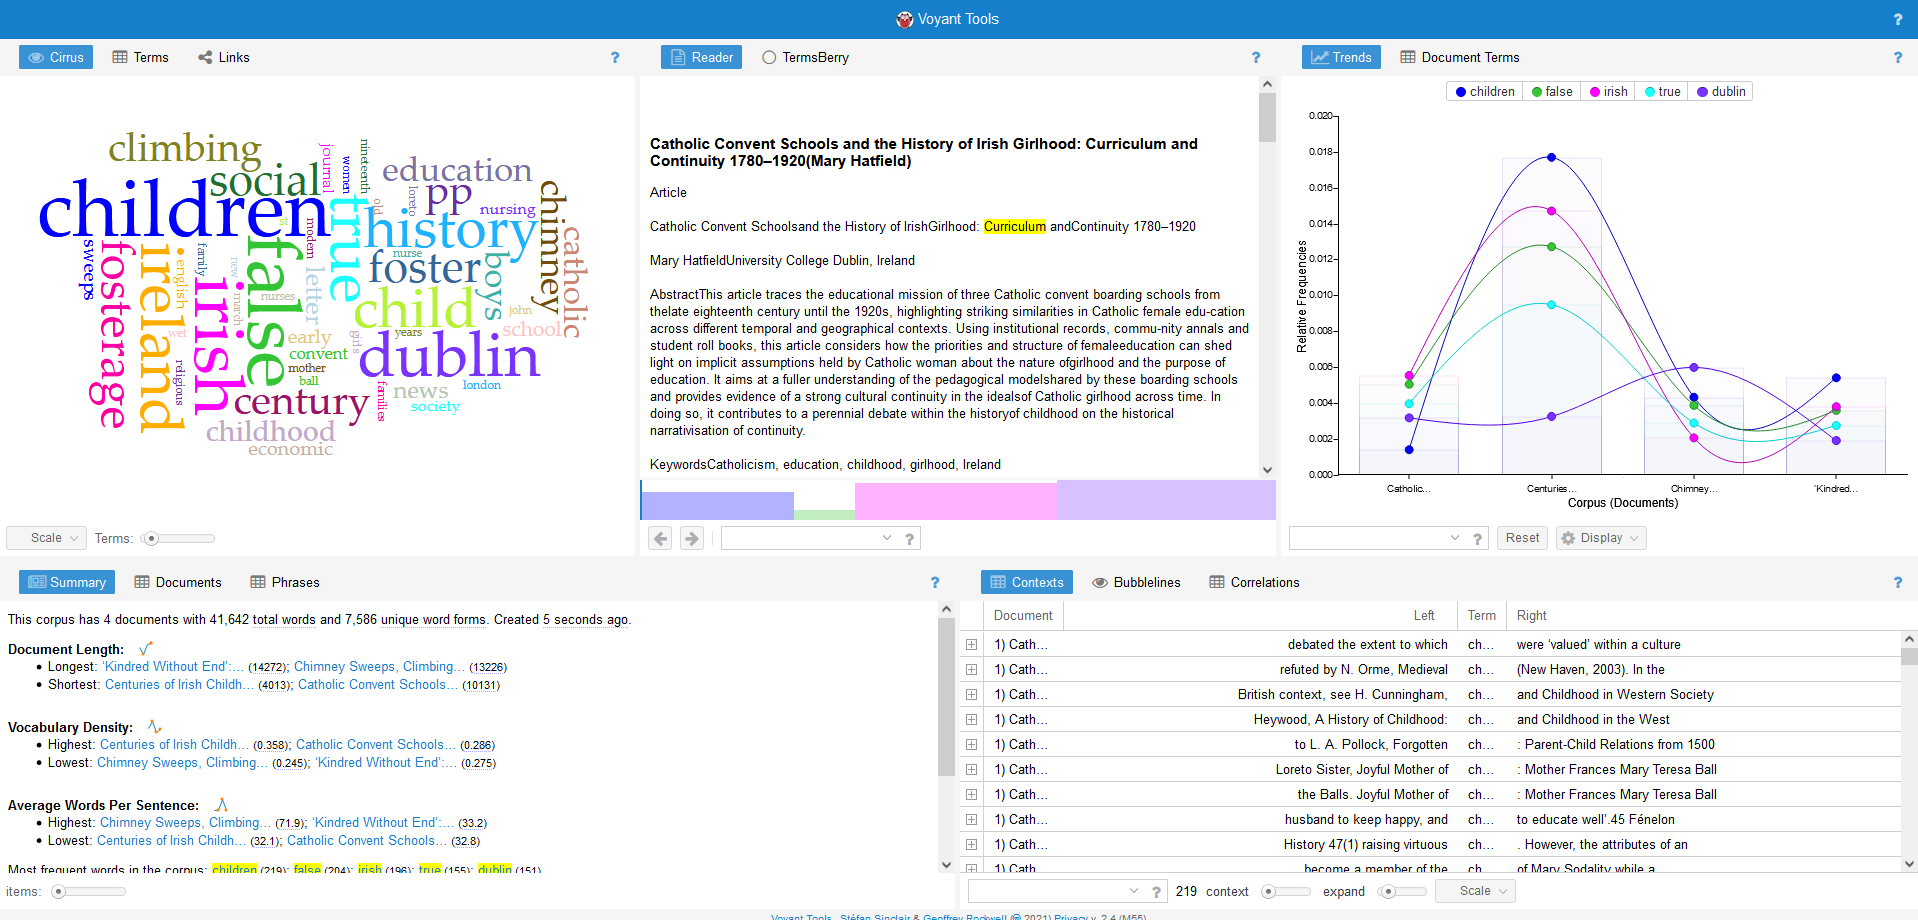 Voyant Tools
?
Cirrus Terms Links ?
climbing
social
children
journal
women
nineteenth
education
pp
loreto
old
nursing
true
history
st
modern
chimney
catholic
sweeps
fosterage
ireland
english
family
irish
new
march
false
nurses
letter
nurse
foster
boys
child
john
school
wet
early
years
girls
convent
mother
ball
dublin
religious
century
families
news
society
london
childhood
economic
Scale Terms:
Reader TermsBerry ?
Catholic Convent Schools and the History of Irish Girlhood: Curriculum and
Continuity 1780–1920(Mary Hatfield)
Article
Catholic Convent Schoolsand the History of IrishGirlhood: Curriculum andContinuity 1780–1920
Mary HatfieldUniversity College Dublin, Ireland
AbstractThis article traces the educational mission of three Catholic convent boarding schools from
thelate eighteenth century until the 1920s, highlighting striking similarities in Catholic female edu-cation
across different temporal and geographical contexts. Using institutional records, commu-nity annals and
student roll books, this article considers how the priorities and structure of femaleeducation can shed
light on implicit assumptions held by Catholic woman about the nature ofgirlhood and the purpose of
education. It aims at a fuller understanding of the pedagogical modelshared by these boarding schools
and provides evidence of a strong cultural continuity in the idealsof Catholic girlhood across time. In
doing so, it contributes to a perennial debate within the historyof childhood on the historical
narrativisation of continuity.
KeywordsCatholicism, education, childhood, girlhood, Ireland
?
Trends Document Terms ?
children false irish true dublin
Relative Frequencies
0.020
0.018
0.016
0.014
0.012
0.010
0.008
0.006
0.004
0.002
0.000
Catholic... Centuries... Chimney... 'Kindred...
Corpus (Documents)
? Reset Display
Summary Documents Phrases ?
This corpus has 4 documents with 41,642 total words and 7,586 unique word forms. Created 5 seconds ago.
Document Length:
Longest: ‘Kindred Without End’:... (14272); Chimney Sweeps, Climbing... (13226)
Shortest: Centuries of Irish Childh... (4013); Catholic Convent Schools... (10131)
Vocabulary Density:
Highest: Centuries of Irish Childh... (0.358); Catholic Convent Schools... (0.286)
Lowest: Chimney Sweeps, Climbing... (0.245); ‘Kindred Without End’:... (0.275)
Average Words Per Sentence:
Highest: Chimney Sweeps, Climbing... (71.9); ‘Kindred Without End’:... (33.2)
Lowest: Centuries of Irish Childh... (32.1); Catholic Convent Schools... (32.8)
Most frequent words in the corpus: children (219); false (204); irish (196); true (155); dublin (151)
items:
Contexts Bubblelines Correlations ?
Document Left Term Right
1) Cath... debated the extent to which ch... were ‘valued’ within a culture
1) Cath... refuted by N. Orme, Medieval ch... (New Haven, 2003). In the
1) Cath... British context, see H. Cunningham, ch... and Childhood in Western Society
1) Cath... Heywood, A History of Childhood: ch... and Childhood in the West
1) Cath... to L. A. Pollock, Forgotten ch... : Parent-Child Relations from 1500
1) Cath... Loreto Sister, Joyful Mother of ch... : Mother Frances Mary Teresa Ball
1) Cath... the Balls. Joyful Mother of ch... : Mother Frances Mary Teresa Ball
1) Cath... husband to keep happy, and ch... to educate well’.45 Fénelon
1) Cath... History 47(1) raising virtuous ch... . However, the attributes of an
1) Cath... become a member of the ch... of Mary Sodality while a
? 219 context expand Scale
Voyant Tools , Stéfan Sinclair & Geoffrey Rockwell (@ 2021) Privacy v. 2.4 (M55)